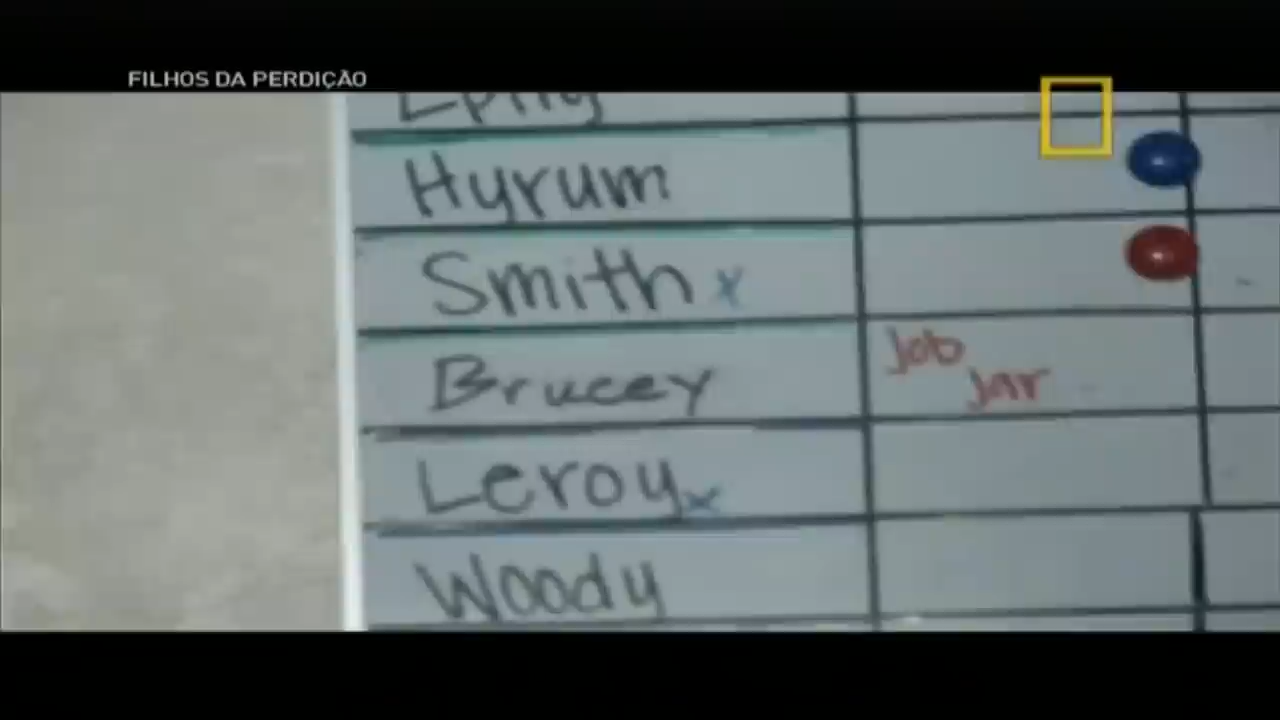 FILHOS DA PERDIÇÃO
Hyrum
Smith x
Brucey
Job
Jar
Leroy x
Woody